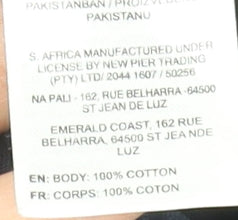 PAKISTANBAN / PROIZVEDENO
PAKISTANU
S. AFRICA MANUFACTURED UNDER
LICENSE BY NEW PIER TRADING
(PTY) LTD/ 2044 1607 / 50256
NA PALI - 162, RUE BELHARRA -64500
ST JEAN DE LUZ
EMERALD COAST, 162 RUE
BELHARRA, 64500 ST JEA NDE
LUZ
EN: BODY: 100% COTTON
FR: CORPS: 100% COTON